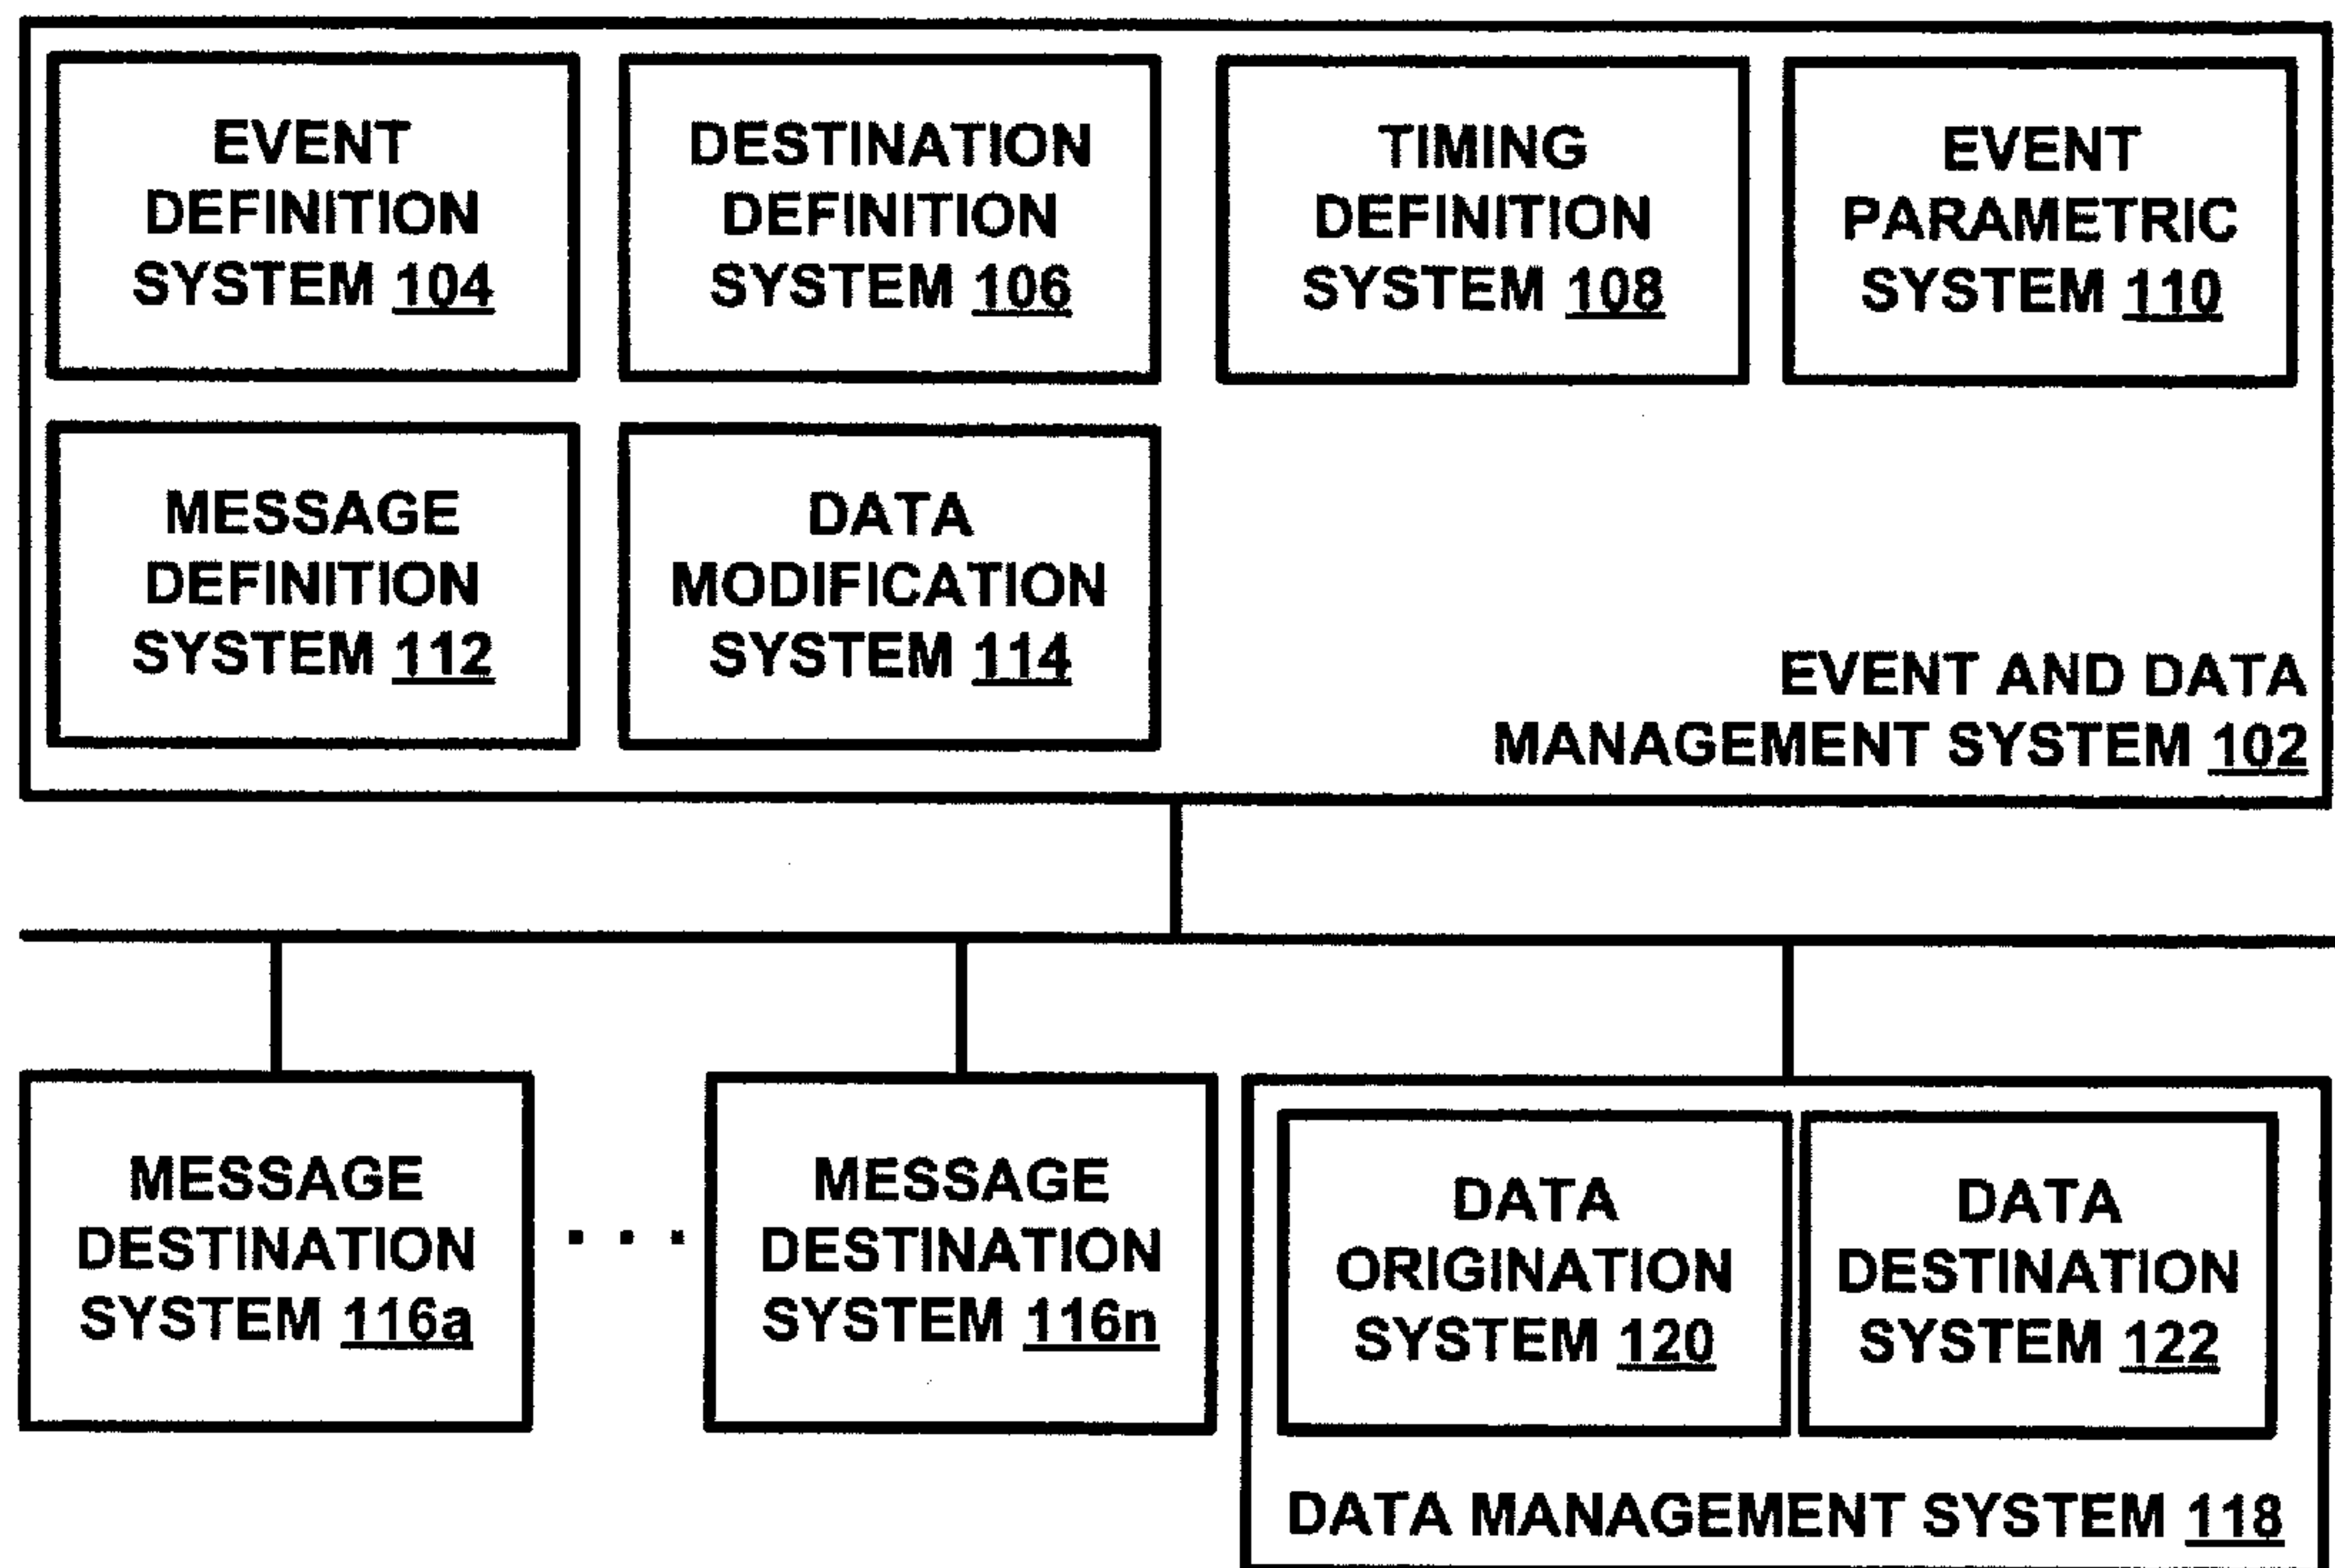 EVENT
DEFINITION
SYSTEM 104
DESTINATION
DEFINITION
SYSTEM 106
TIMING
DEFINITION
SYSTEM 108
EVENT
PARAMETRIC
SYSTEM 110
MESSAGE
DEFINITION
SYSTEM 112
DATA
MODIFICATION
SYSTEM 114
EVENT AND DATA
MANAGEMENT SYSTEM 102
MESSAGE
DESTINATION
SYSTEM 116a
. . .
MESSAGE
DESTINATION
SYSTEM 116n
DATA
ORIGINATION
SYSTEM 120
DATA
DESTINATION
SYSTEM 122
DATA MANAGEMENT SYSTEM 118